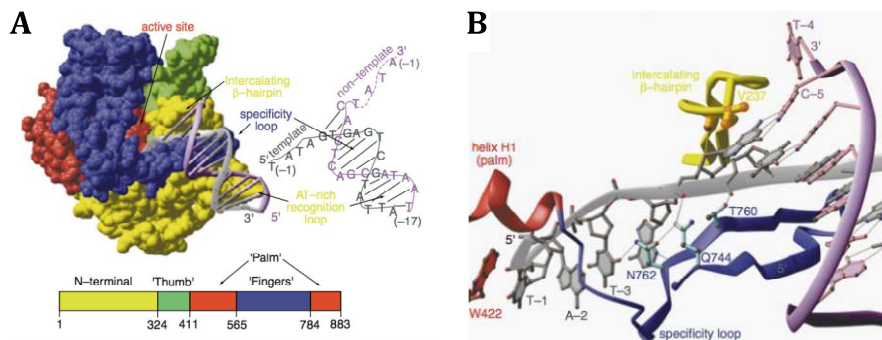 A
active site
intercalating
β-hairpin
specificity
loop
non-template
3'
A(-1)
template
5'
T(-1)
AT-rich
recognition
loop
3'
5'
(-17)
'Palm'
N-terminal
'Thumb'
'Fingers'
1
324
411
565
784
883
B
T-4
3'
intercalating
β-hairpin
V237
C-5
helix H1
(palm)
5'
T760
Q744
N762
5'
T-3
T-1
A-2
W422
specificity loop